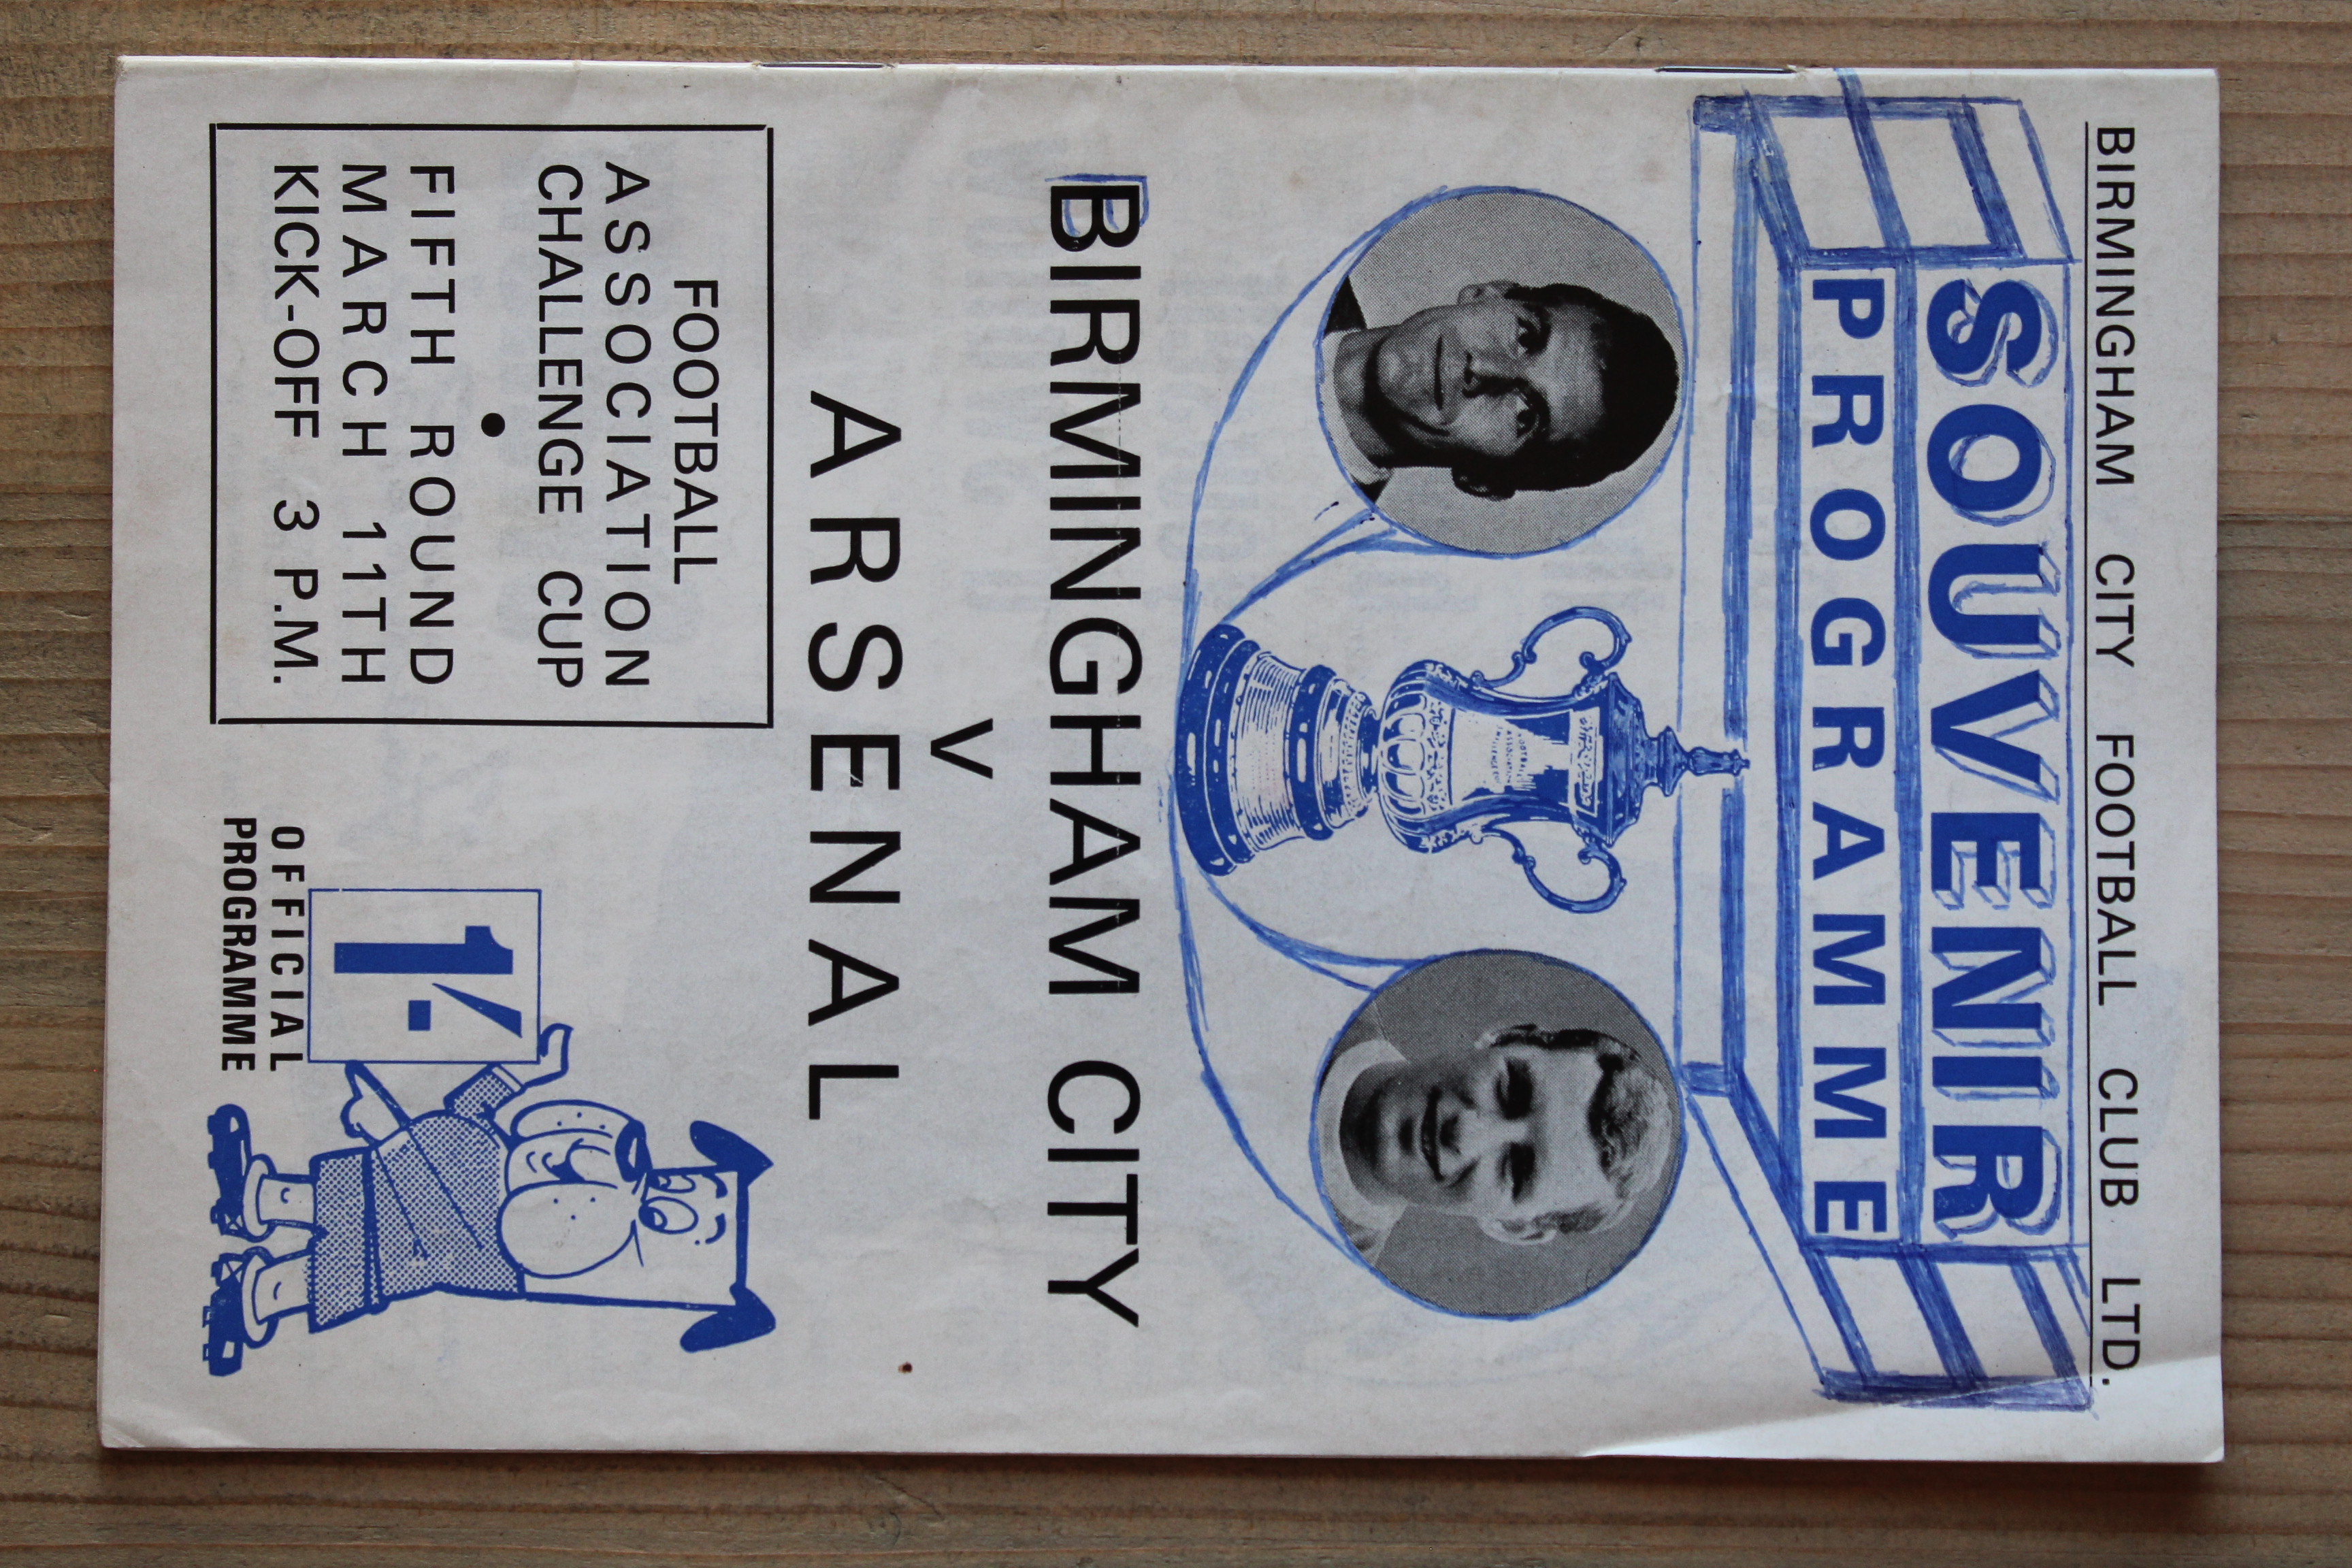 BIRMINGHAM CITY FOOTBALL CLUB LTD.
SOUVENIR
PROGRAMME
BIRMINGHAM CITY
V
ARSENAL
FOOTBALL
ASSOCIATION
CHALLENGE CUP
FIFTH ROUND
MARCH 11TH
KICK-OFF 3 P.M.
1/-
OFFICIAL
PROGRAMME